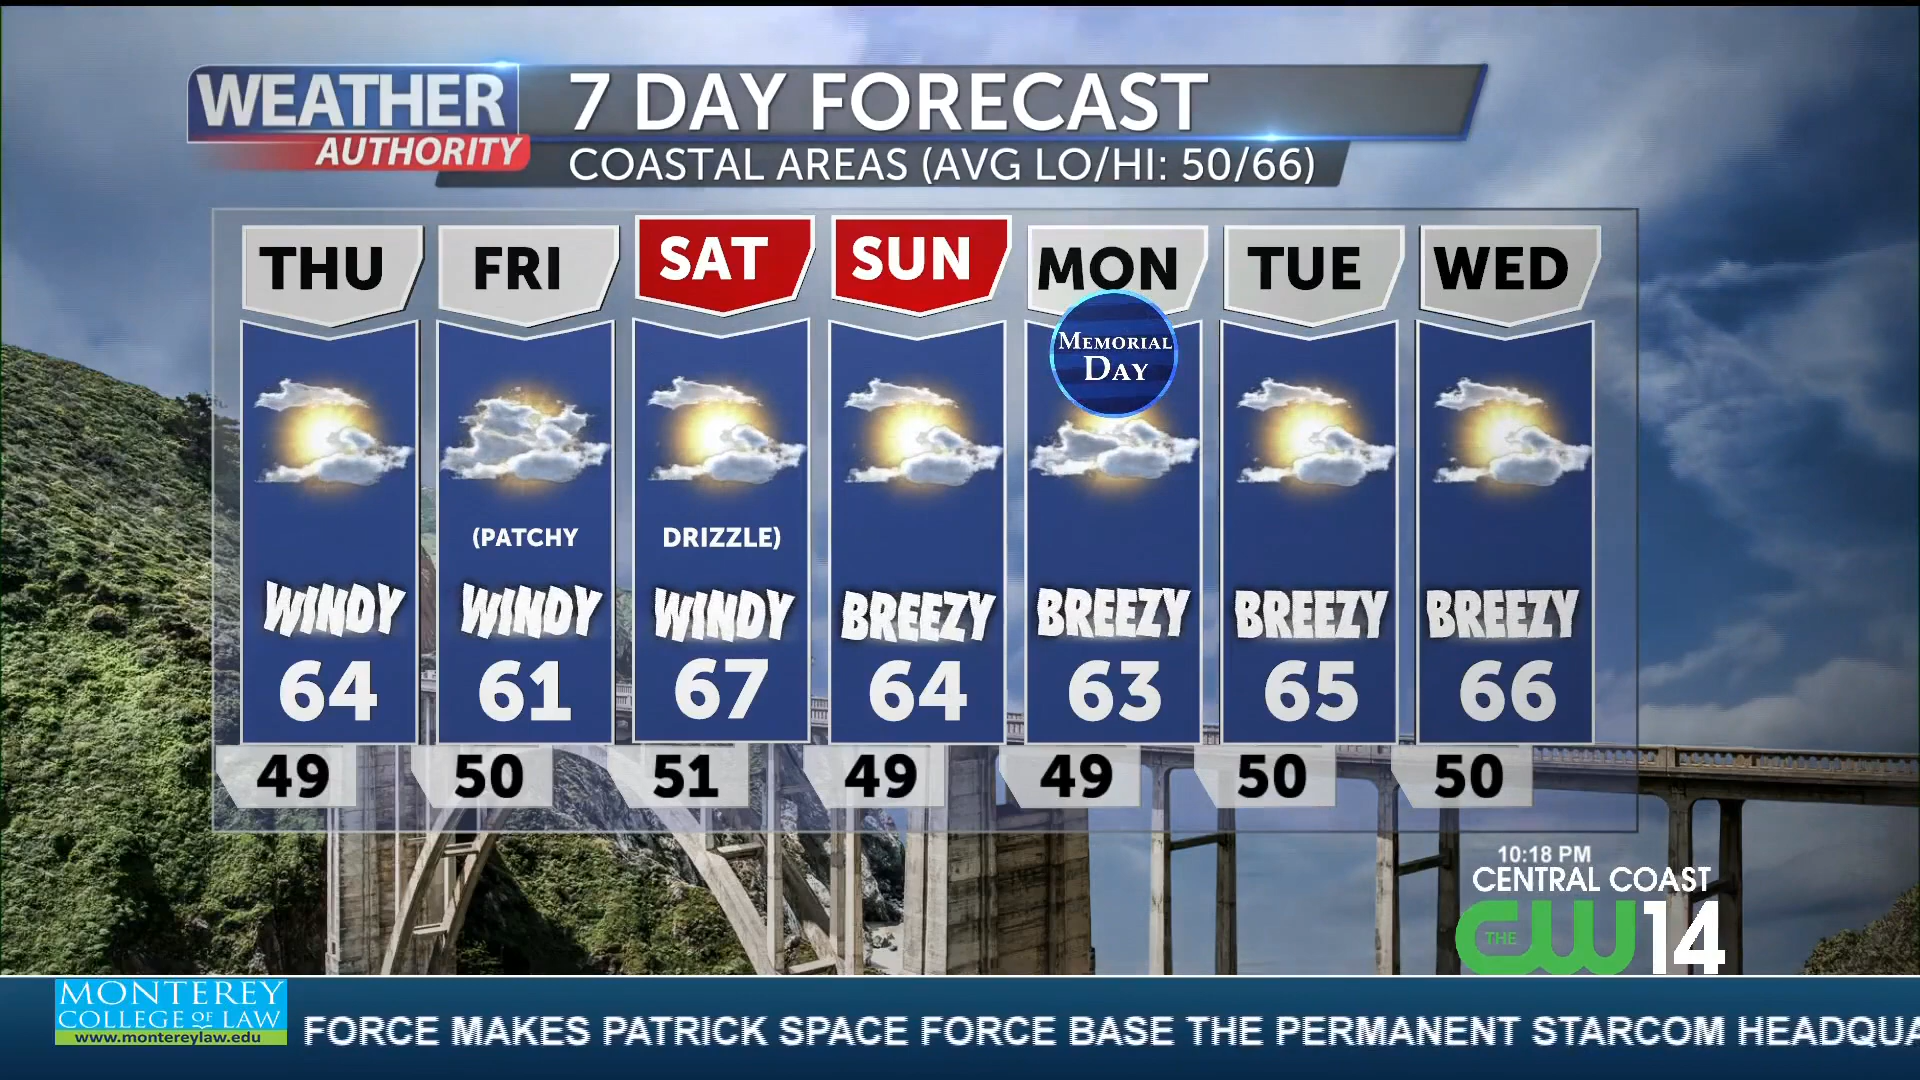 WEATHER
AUTHORITY
7 DAY FORECAST
COASTAL AREAS (AVG LO/HI: 50/66)
THU FRI SAT SUN MON TUE WED
MEMORIAL
DAY
(PATCHY DRIZZLE)
WINDY WINDY WINDY BREEZY BREEZY BREEZY BREEZY
64 61 67 64 63 65 66
49 50 51 49 49 50 50
10:18 PM
CENTRAL COAST
THE CW 14
MONTEREY
COLLEGE OF LAW
www.montereylaw.edu
FORCE MAKES PATRICK SPACE FORCE BASE THE PERMANENT STARCOM HEADQUA